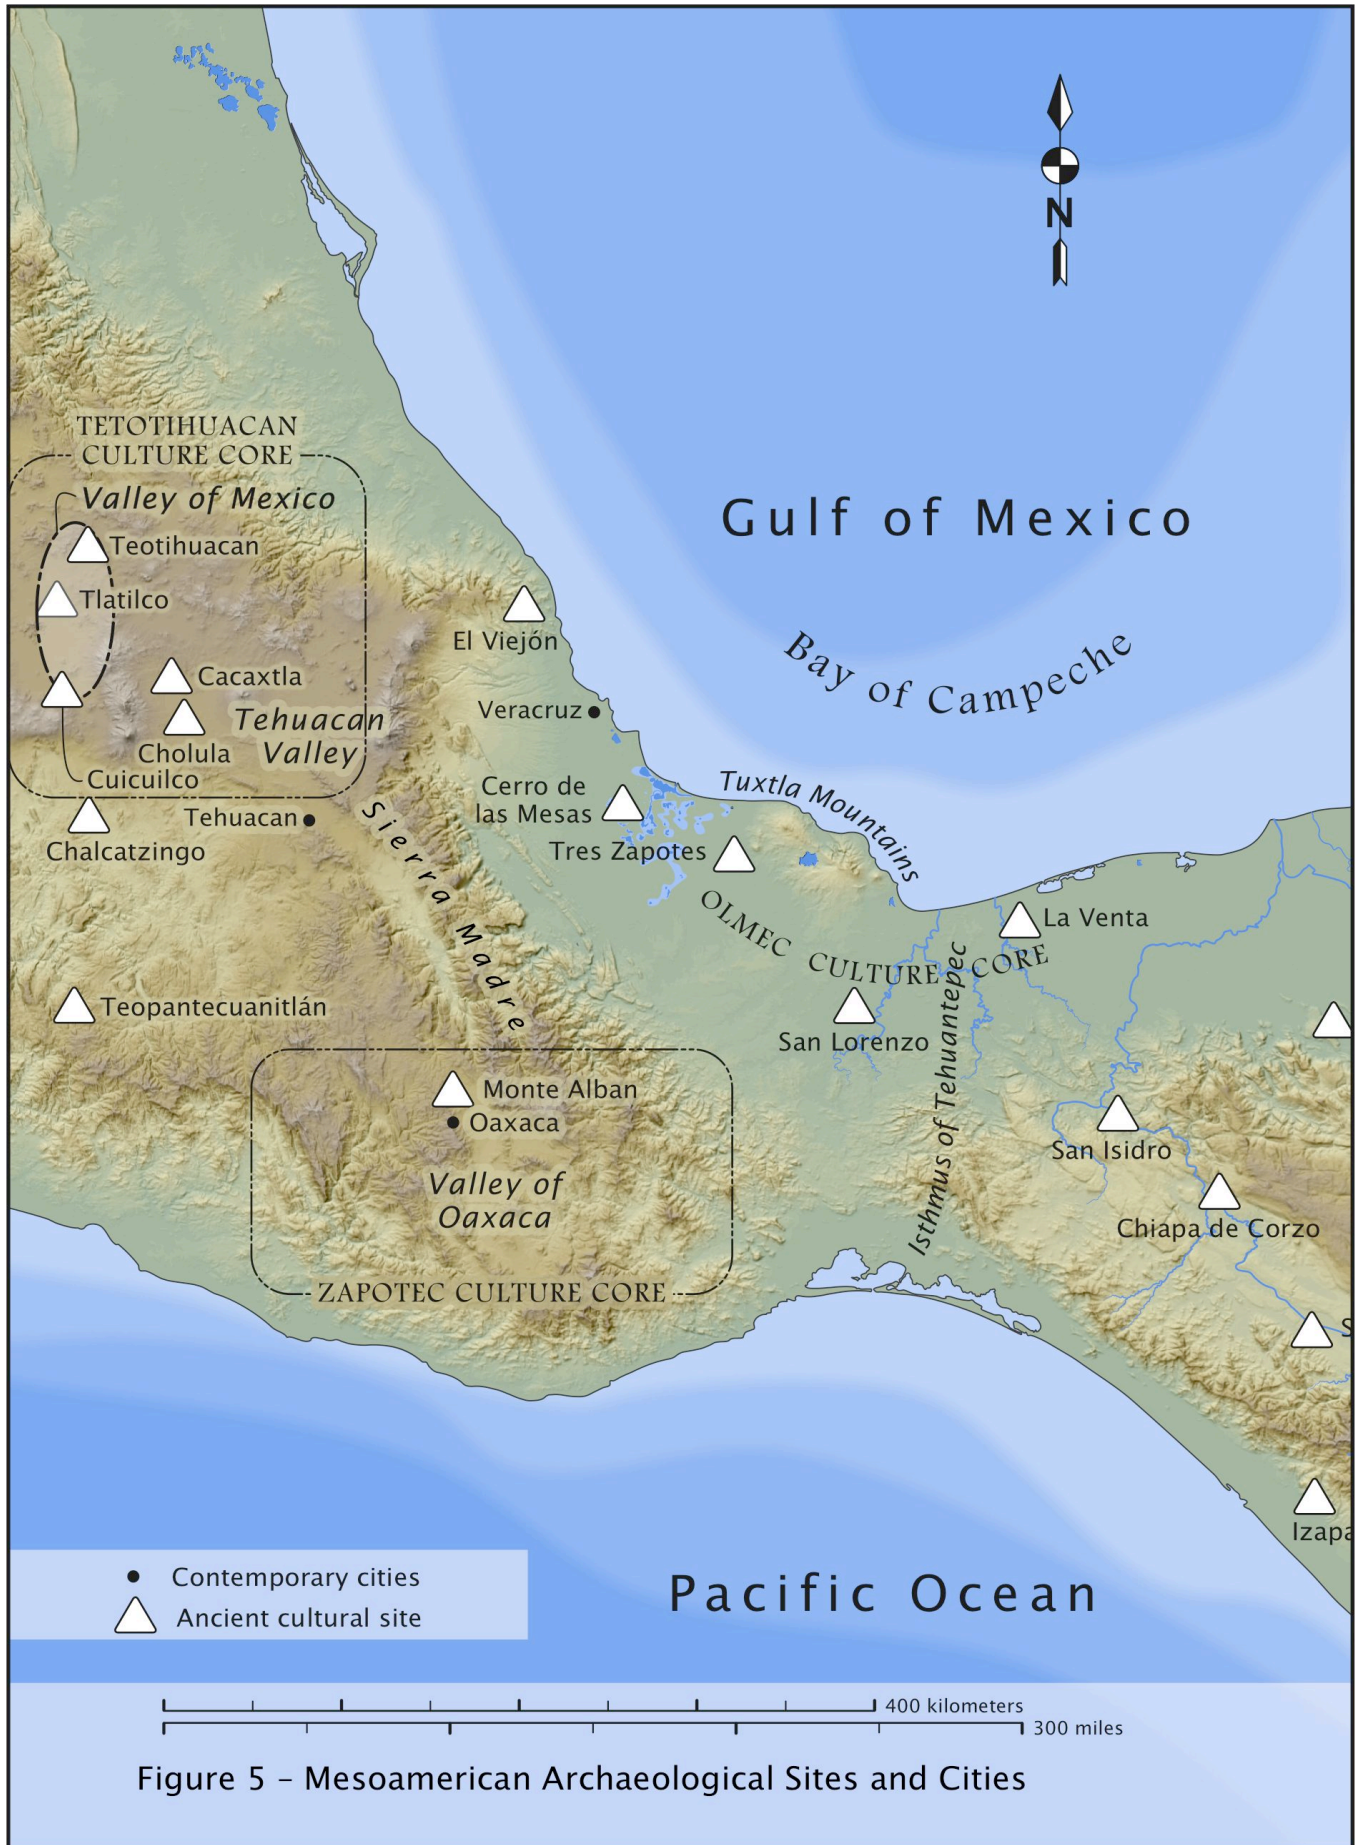 N
TETOTIHUACAN
CULTURE CORE
Valley of Mexico
Teotihuacan
Tlatilco
Cacaxtla
Tehuacan
Valley
Cholula
Cuicuilco
Chalcatzingo
Tehuacan
Gulf of Mexico
Bay of Campeche
El Viejón
Veracruz
Cerro de
las Mesas
Tres Zapotes
Tuxtla Mountains
OLMEC CULTURE CORE
La Venta
San Lorenzo
Isthmus of Tehuantepec
Sierra Madre
Teopantecuanitlán
Monte Alban
Oaxaca
Valley of
Oaxaca
ZAPOTEC CULTURE CORE
San Isidro
Chiapa de Corzo
Izapa
Pacific Ocean
Contemporary cities
Ancient cultural site
400 kilometers
300 miles
Figure 5 – Mesoamerican Archaeological Sites and Cities